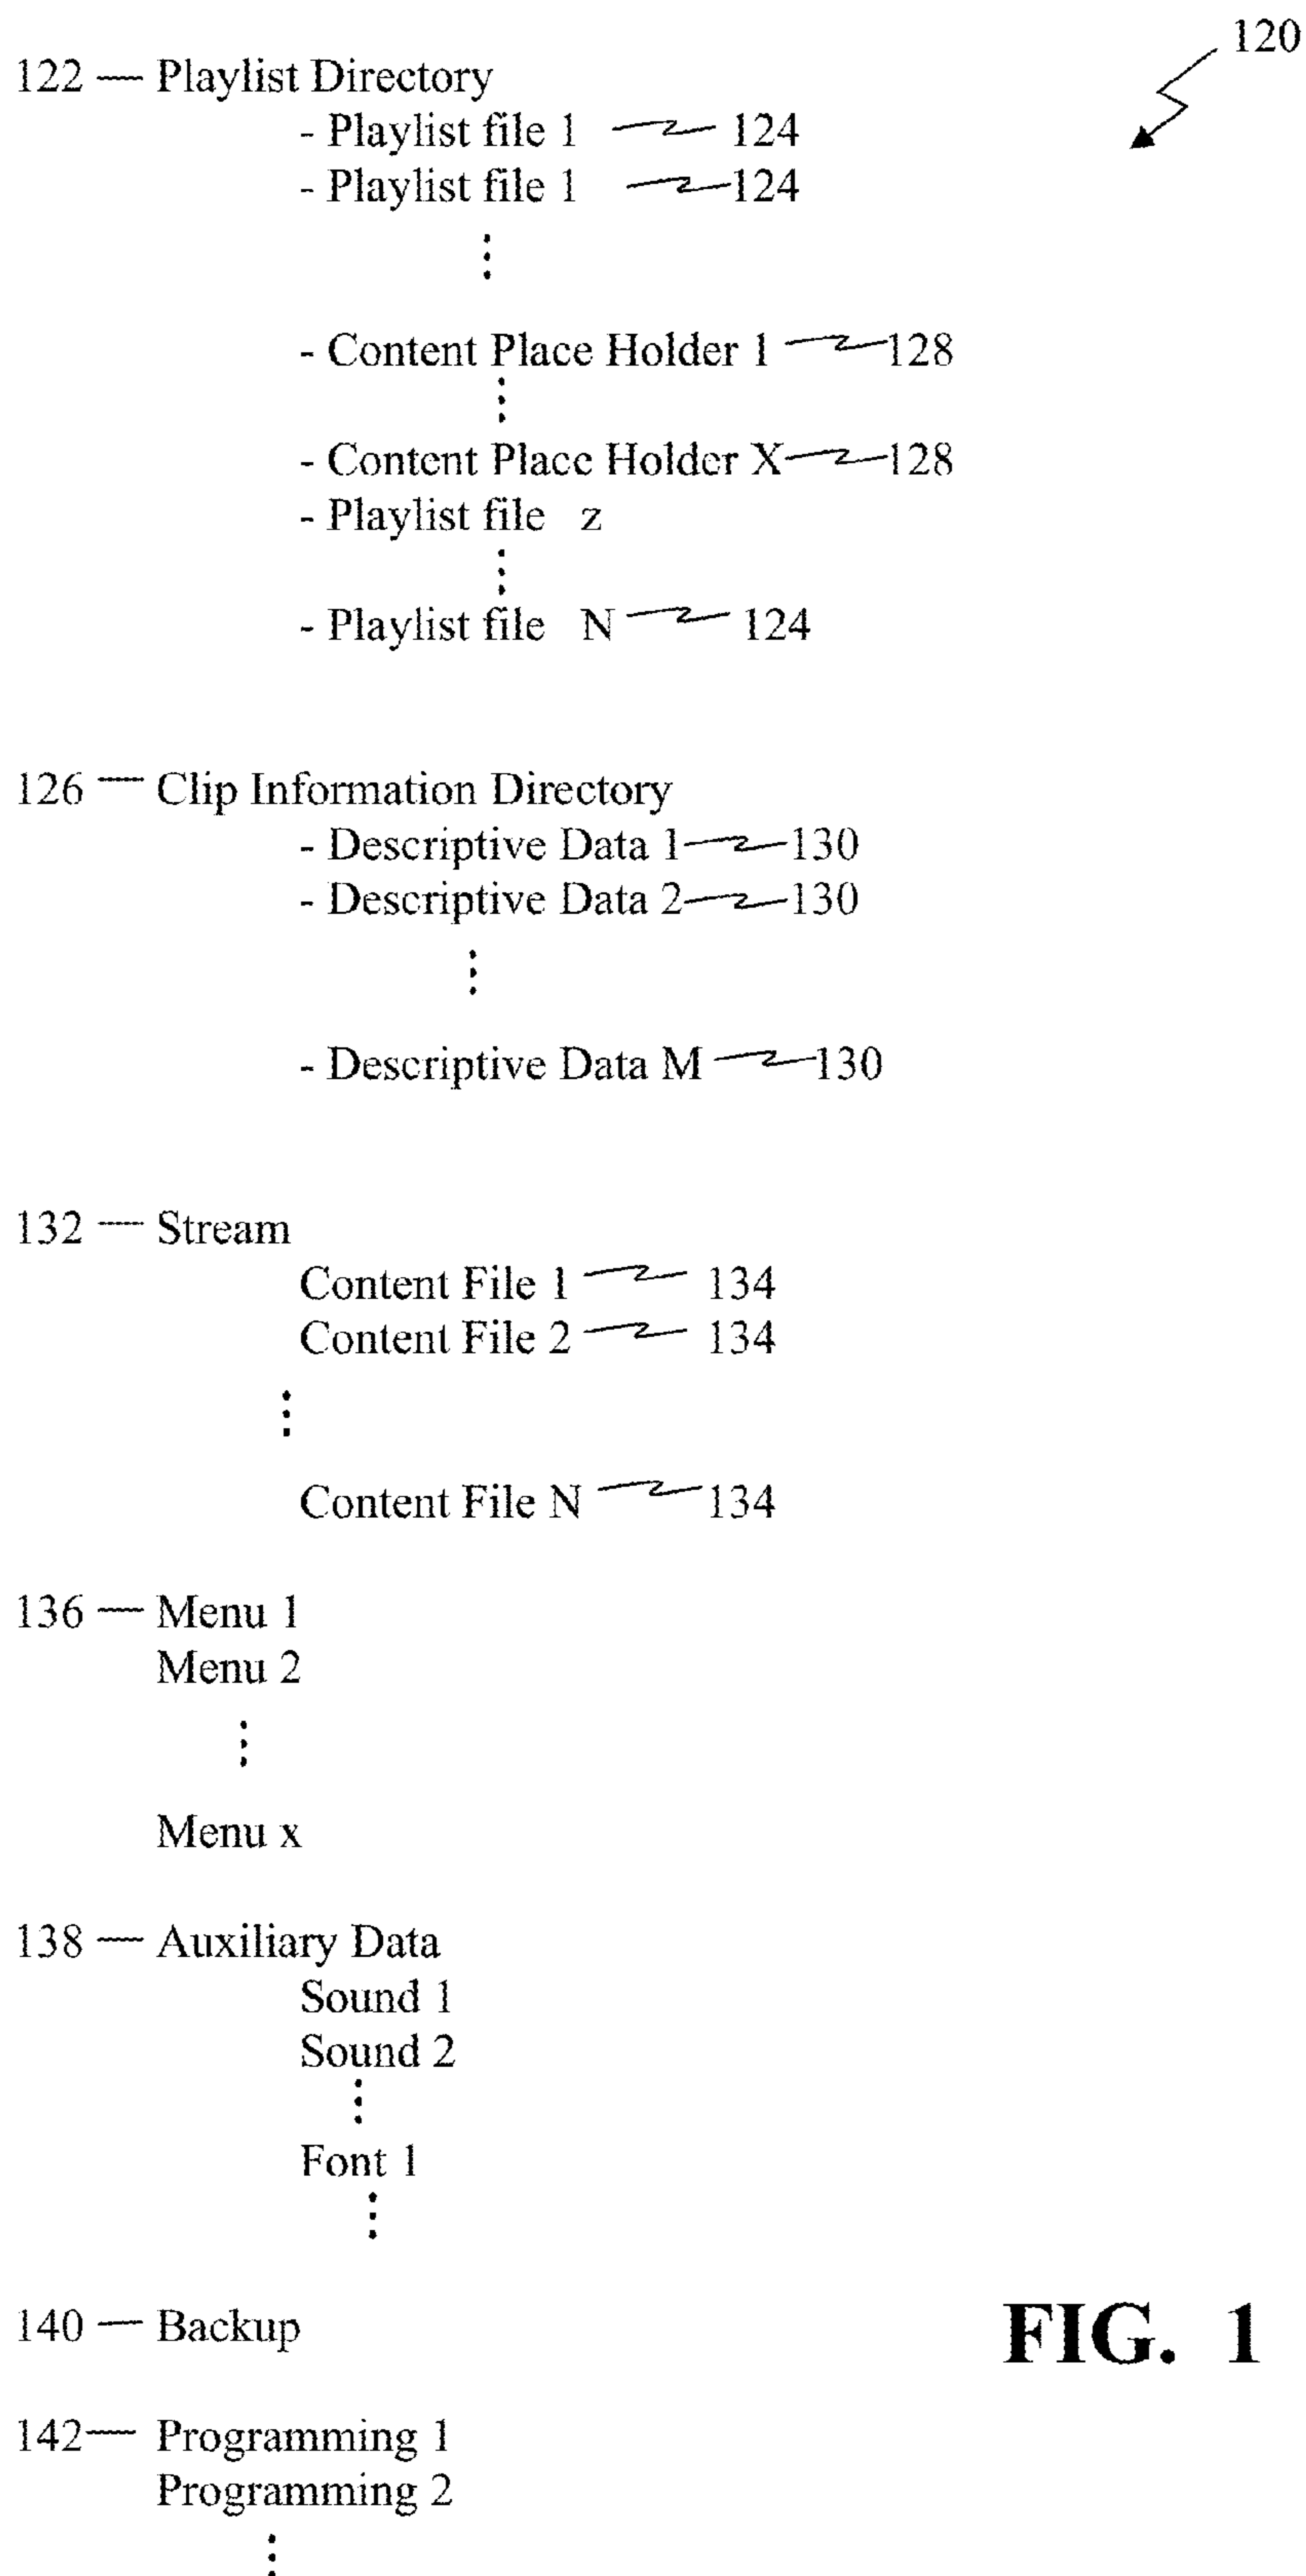 120
122 — Playlist Directory
- Playlist file 1 124
- Playlist file 1 124
- Content Place Holder 1 128
- Content Place Holder X 128
- Playlist file z
- Playlist file N 124
126 — Clip Information Directory
- Descriptive Data 1 130
- Descriptive Data 2 130
- Descriptive Data M 130
132 — Stream
Content File 1 134
Content File 2 134
Content File N 134
136 — Menu 1
Menu 2
Menu x
138 — Auxiliary Data
Sound 1
Sound 2
Font 1
140 — Backup
FIG. 1
142 — Programming 1
Programming 2